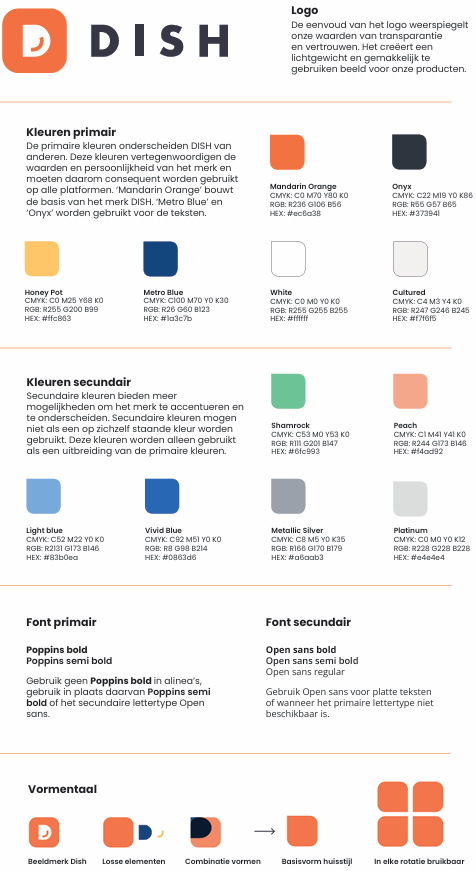 DISH
Logo
De eenvoud van het logo weerspiegelt
onze waarden van transparantie
en vertrouwen. Het creëert een
lichtgewicht en gemakkelijk te
gebruiken beeld voor onze producten.
Kleuren primair
De primaire kleuren onderscheiden DISH van
anderen. Deze kleuren vertegenwoordigen de
waarden en persoonlijkheid van het merk en
moeten daarom consequent worden gebruikt
op alle platformen. ‘Mandarin Orange’ bouwt
de basis van het merk DISH. ‘Metro Blue’ en
‘Onyx’ worden gebruikt voor de teksten.
Mandarin Orange
CMYK: C0 M70 Y80 K0
RGB: R236 G106 B56
HEX: #ec6a38
Onyx
CMYK: C22 M19 Y0 K86
RGB: R55 G57 B65
HEX: #373941
Honey Pot
CMYK: C0 M25 Y68 K0
RGB: R255 G200 B99
HEX: #ffc863
Metro Blue
CMYK: C100 M70 Y0 K30
RGB: R26 G60 B123
HEX: #1a3c7b
White
CMYK: C0 M0 Y0 K0
RGB: R255 G255 B255
HEX: #ffffff
Cultured
CMYK: C4 M3 Y4 K0
RGB: R247 G246 B245
HEX: #f7f6f5
Kleuren secundair
Secundaire kleuren bieden meer
mogelijkheden om het merk te accentueren en
te onderscheiden. Secundaire kleuren mogen
niet als een op zichzelf staande kleur worden
gebruikt. Deze kleuren worden alleen gebruikt
als een uitbreiding van de primaire kleuren.
Shamrock
CMYK: C53 M0 Y53 K0
RGB: R111 G201 B147
HEX: #6fc993
Peach
CMYK: C1 M41 Y41 K0
RGB: R244 G173 B146
HEX: #f4ad92
Light blue
CMYK: C52 M22 Y0 K0
RGB: R2131 G173 B146
HEX: #83b0ea
Vivid Blue
CMYK: C92 M51 Y0 K0
RGB: R8 G98 B214
HEX: #0863d6
Metallic Silver
CMYK: C8 M5 Y0 K35
RGB: R166 G170 B179
HEX: #a6aab3
Platinum
CMYK: C0 M0 Y0 K12
RGB: R228 G228 B228
HEX: #e4e4e4
Font primair
Poppins bold
Poppins semi bold
Gebruik geen Poppins bold in alinea’s,
gebruik in plaats daarvan Poppins semi
bold of het secundaire lettertype Open
sans.
Font secundair
Open sans bold
Open sans semi bold
Open sans regular
Gebruik Open sans voor platte teksten
of wanneer het primaire lettertype niet
beschikbaar is.
Vormentaal
Beeldmerk Dish
Losse elementen
Combinatie vormen
Basisvorm huisstijl
In elke rotatie bruikbaar